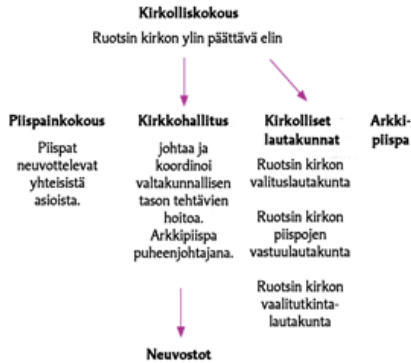 Kirkolliskokous
Ruotsin kirkon ylin päättävä elin
Piispainkokous
Piispat
neuvottelevat
yhteisistä
asioista.
Kirkkohallitus
johtaa ja
koordinoi
valtakunnallisen
tason tehtävien
hoitoa.
Arkkipiispa
puheenjohtajana.
Neuvostot
Kirkolliset
lautakunnat
Ruotsin kirkon
valituslautakunta
Ruotsin kirkon
piispojen
vastuulautakunta
Ruotsin kirkon
vaalitutkinta-
lautakunta
Arkki-
piispa